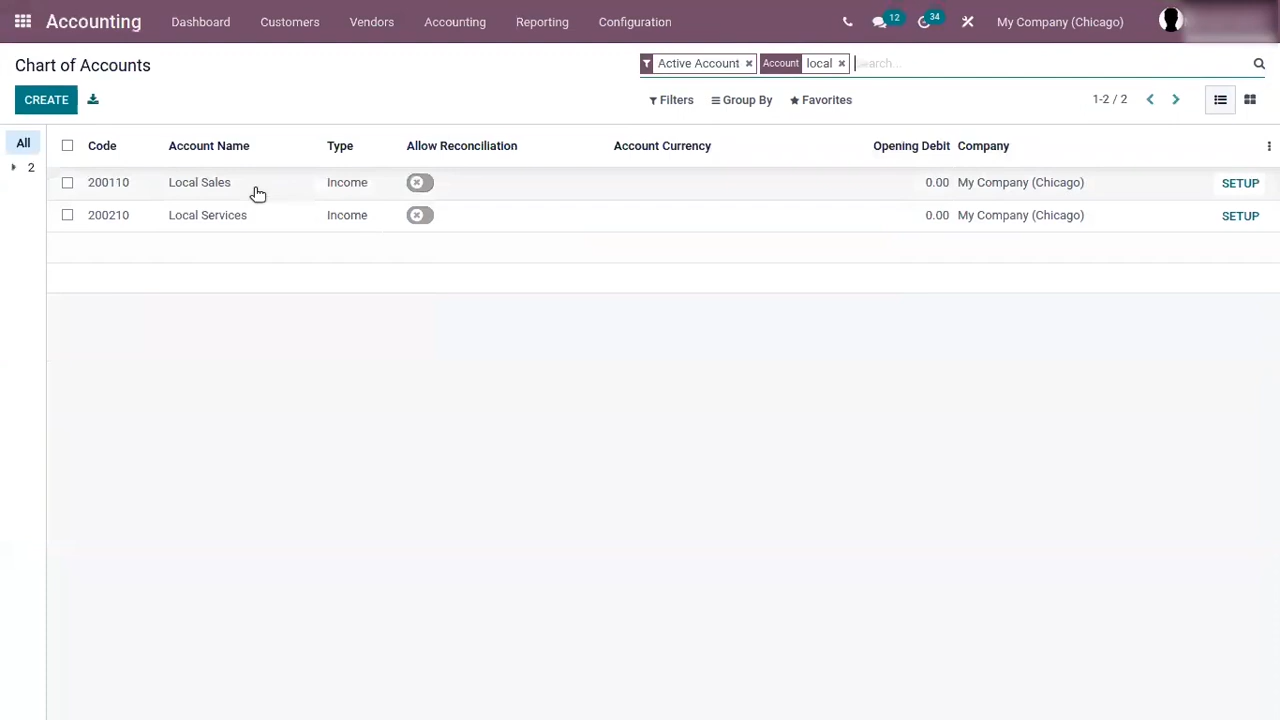 Accounting Dashboard Customers Vendors Accounting Reporting Configuration 12 34 My Company (Chicago)
Chart of Accounts Active Account × Account local × Search...
CREATE Filters Group By Favorites 1-2 / 2
All Code Account Name Type Allow Reconciliation Account Currency Opening Debit Company
2
200110 Local Sales Income 0.00 My Company (Chicago) SETUP
200210 Local Services Income 0.00 My Company (Chicago) SETUP